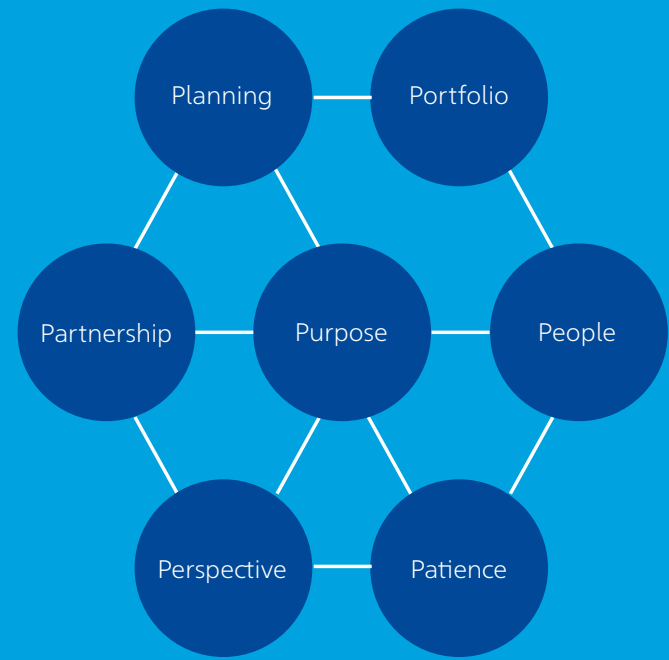 Planning
Portfolio
Partnership
Purpose
People
Perspective
Patience